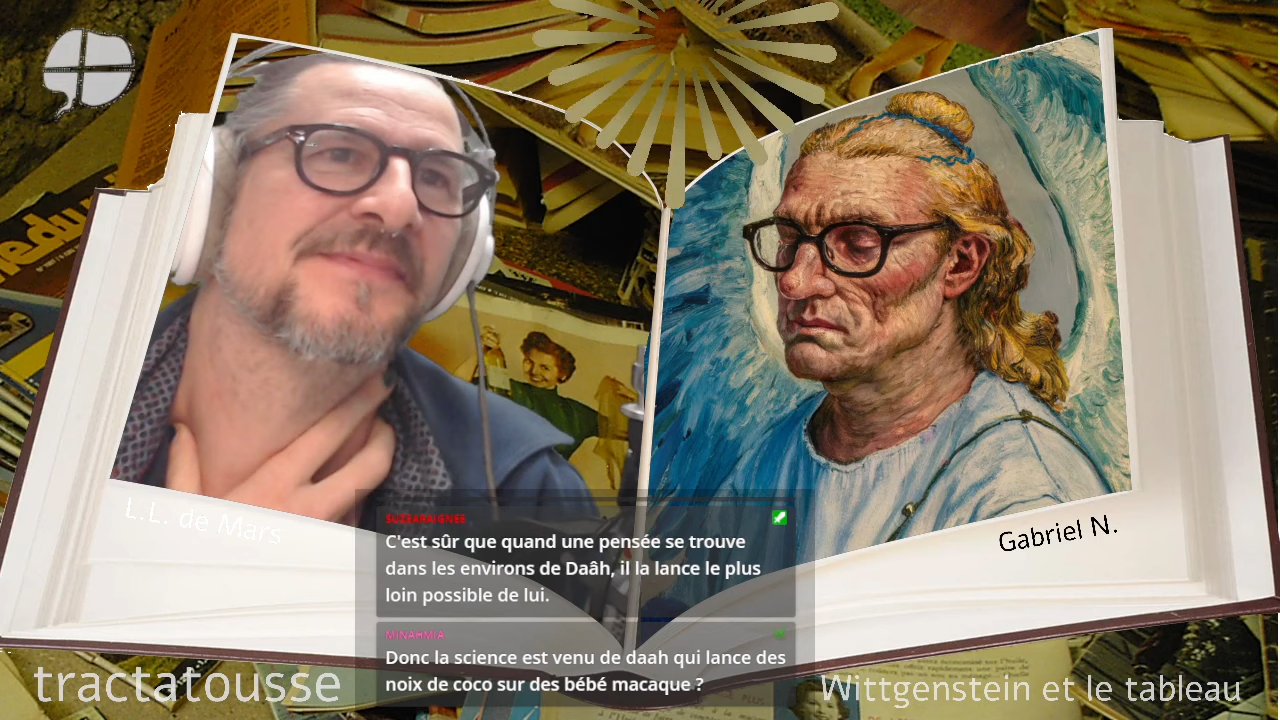 L.L. de Mars
Gabriel N.
SUZEARAIGNEE
C'est sûr que quand une pensée se trouve
dans les environs de Daâh, il la lance le plus
loin possible de lui.
MINAHMIA
Donc la science est venu de daah qui lance des
noix de coco sur des bébé macaque ?
tractatousse
Wittgenstein et le tableau